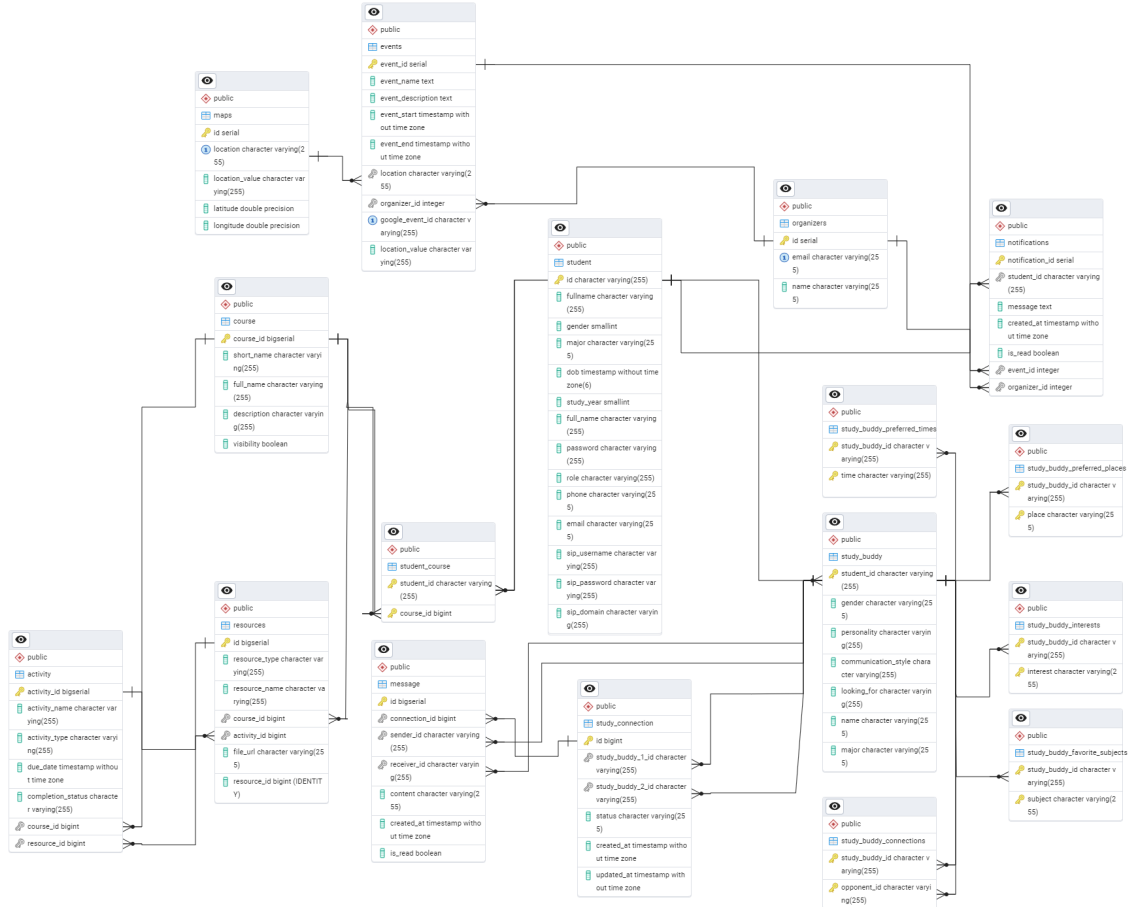 public
events
event_id serial
event_name text
event_description text
event_start timestamp with
out time zone
event_end timestamp witho
ut time zone
location character varying(2
55)
organizer_id integer
google_event_id character v
arying(255)
location_value character var
ying(255)
public
maps
id serial
location character varying(2
55)
location_value character var
ying(255)
latitude double precision
longitude double precision
public
organizers
id serial
email character varying(25
5)
name character varying(25
5)
public
notifications
notification_id serial
student_id character varying
(255)
message text
created_at timestamp witho
ut time zone
is_read boolean
event_id integer
organizer_id integer
public
student
id character varying(255)
fullname character varying
(255)
gender smallint
major character varying(25
5)
dob timestamp without time
zone(6)
study_year smallint
full_name character varying
(255)
password character varying
(255)
role character varying(255)
phone character varying(25
5)
email character varying(25
5)
sip_username character var
ying(255)
sip_password character var
ying(255)
sip_domain character varyin
g(255)
public
course
course_id bigserial
short_name character varyi
ng(255)
full_name character varying
(255)
description character varyin
g(255)
visibility boolean
public
study_buddy_preferred_times
study_buddy_id character v
arying(255)
time character varying(255)
public
study_buddy_preferred_places
study_buddy_id character v
arying(255)
place character varying(25
5)
public
student_course
student_id character varying
(255)
course_id bigint
public
study_buddy
student_id character varying
(255)
gender character varying(25
5)
personality character varyin
g(255)
communication_style chara
cter varying(255)
looking_for character varyin
g(255)
name character varying(25
5)
major character varying(25
5)
public
resources
id bigserial
resource_type character var
ying(255)
resource_name character va
rying(255)
course_id bigint
activity_id bigint
file_url character varying(25
5)
resource_id bigint (IDENTIT
Y)
public
study_buddy_interests
study_buddy_id character v
arying(255)
interest character varying(2
55)
public
activity
activity_id bigserial
activity_name character var
ying(255)
activity_type character varyi
ng(255)
due_date timestamp withou
t time zone
completion_status characte
r varying(255)
course_id bigint
resource_id bigint
public
message
id bigserial
connection_id bigint
sender_id character varying
(255)
receiver_id character varyin
g(255)
content character varying(2
55)
created_at timestamp witho
ut time zone
is_read boolean
public
study_connection
id bigint
study_buddy_1_id character
varying(255)
study_buddy_2_id character
varying(255)
status character varying(25
5)
created_at timestamp witho
ut time zone
updated_at timestamp with
out time zone
public
study_buddy_favorite_subjects
study_buddy_id character v
arying(255)
subject character varying(2
55)
public
study_buddy_connections
study_buddy_id character v
arying(255)
opponent_id character varyi
ng(255)